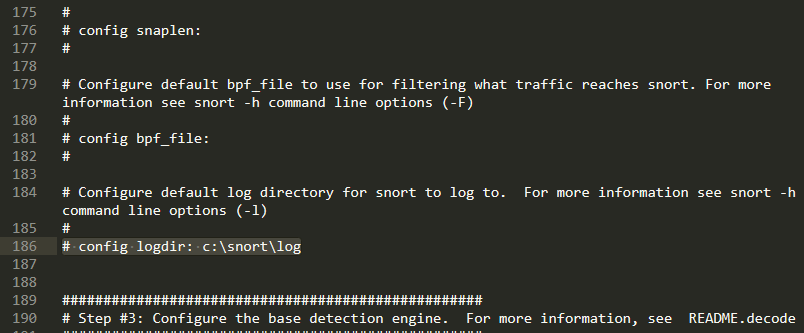 175 #
176 # config snaplen:
177 #
178
179 # Configure default bpf_file to use for filtering what traffic reaches snort. For more
information see snort -h command line options (-F)
180 #
181 # config bpf_file:
182 #
183
184 # Configure default log directory for snort to log to.  For more information see snort -h
command line options (-l)
185 #
186 # config logdir: c:\snort\log
187
188
189 ###################################################
190 # Step #3: Configure the base detection engine.  For more information, see  README.decode